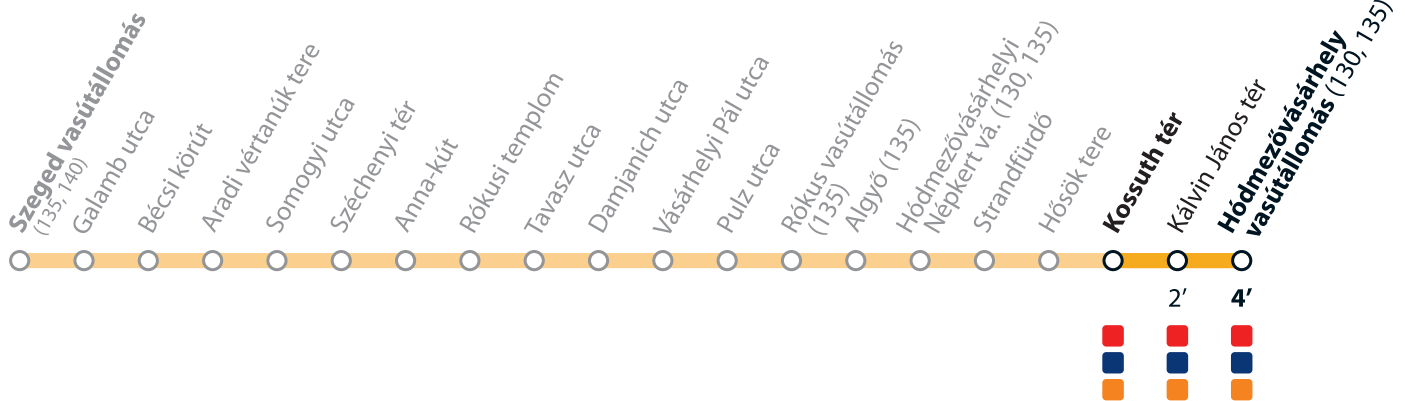 Szeged vasútállomás
(135, 140)
Galamb utca
Bécsi körút
Aradi vértanúk tere
Somogyi utca
Széchenyi tér
Anna-kút
Rókusi templom
Tavasz utca
Damjanich utca
Vásárhelyi Pál utca
Pulz utca
Rókus vasútállomás
(135)
Algyő (135)
Hódmezővásárhelyi
Népkert vá. (130, 135)
Strandfürdó
Hősök tere
Kossuth tér
Kálvin János tér
Hódmezővásárhely
vasútállomás (130, 135)
2’
4’